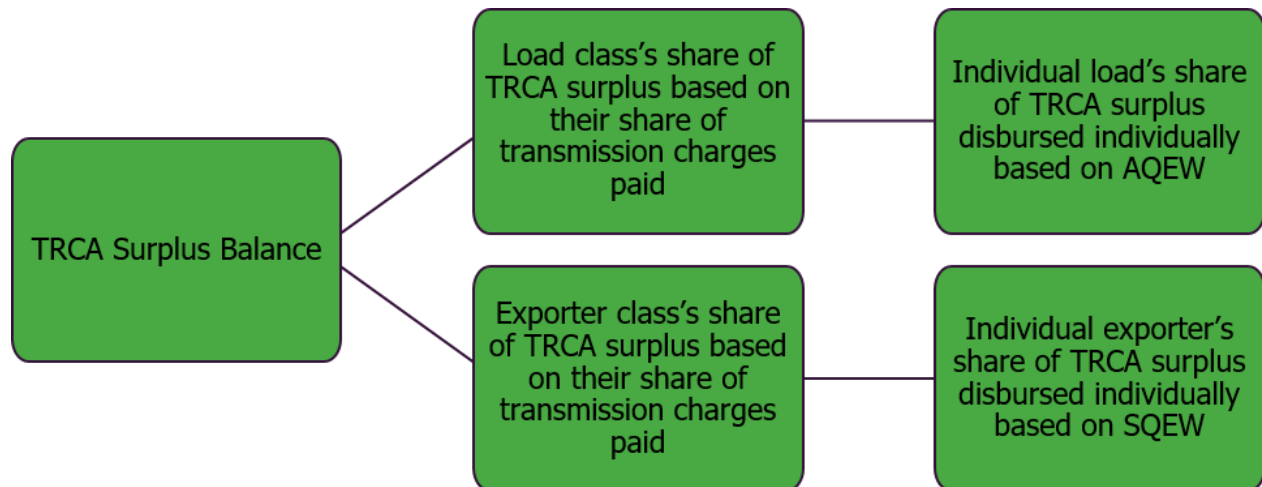 TRCA Surplus Balance
Load class's share of
TRCA surplus based on
their share of
transmission charges
paid
Individual load's share
of TRCA surplus
disbursed individually
based on AQEW
Exporter class's share
of TRCA surplus based
on their share of
transmission charges
paid
Individual exporter's
share of TRCA surplus
disbursed individually
based on SQEW